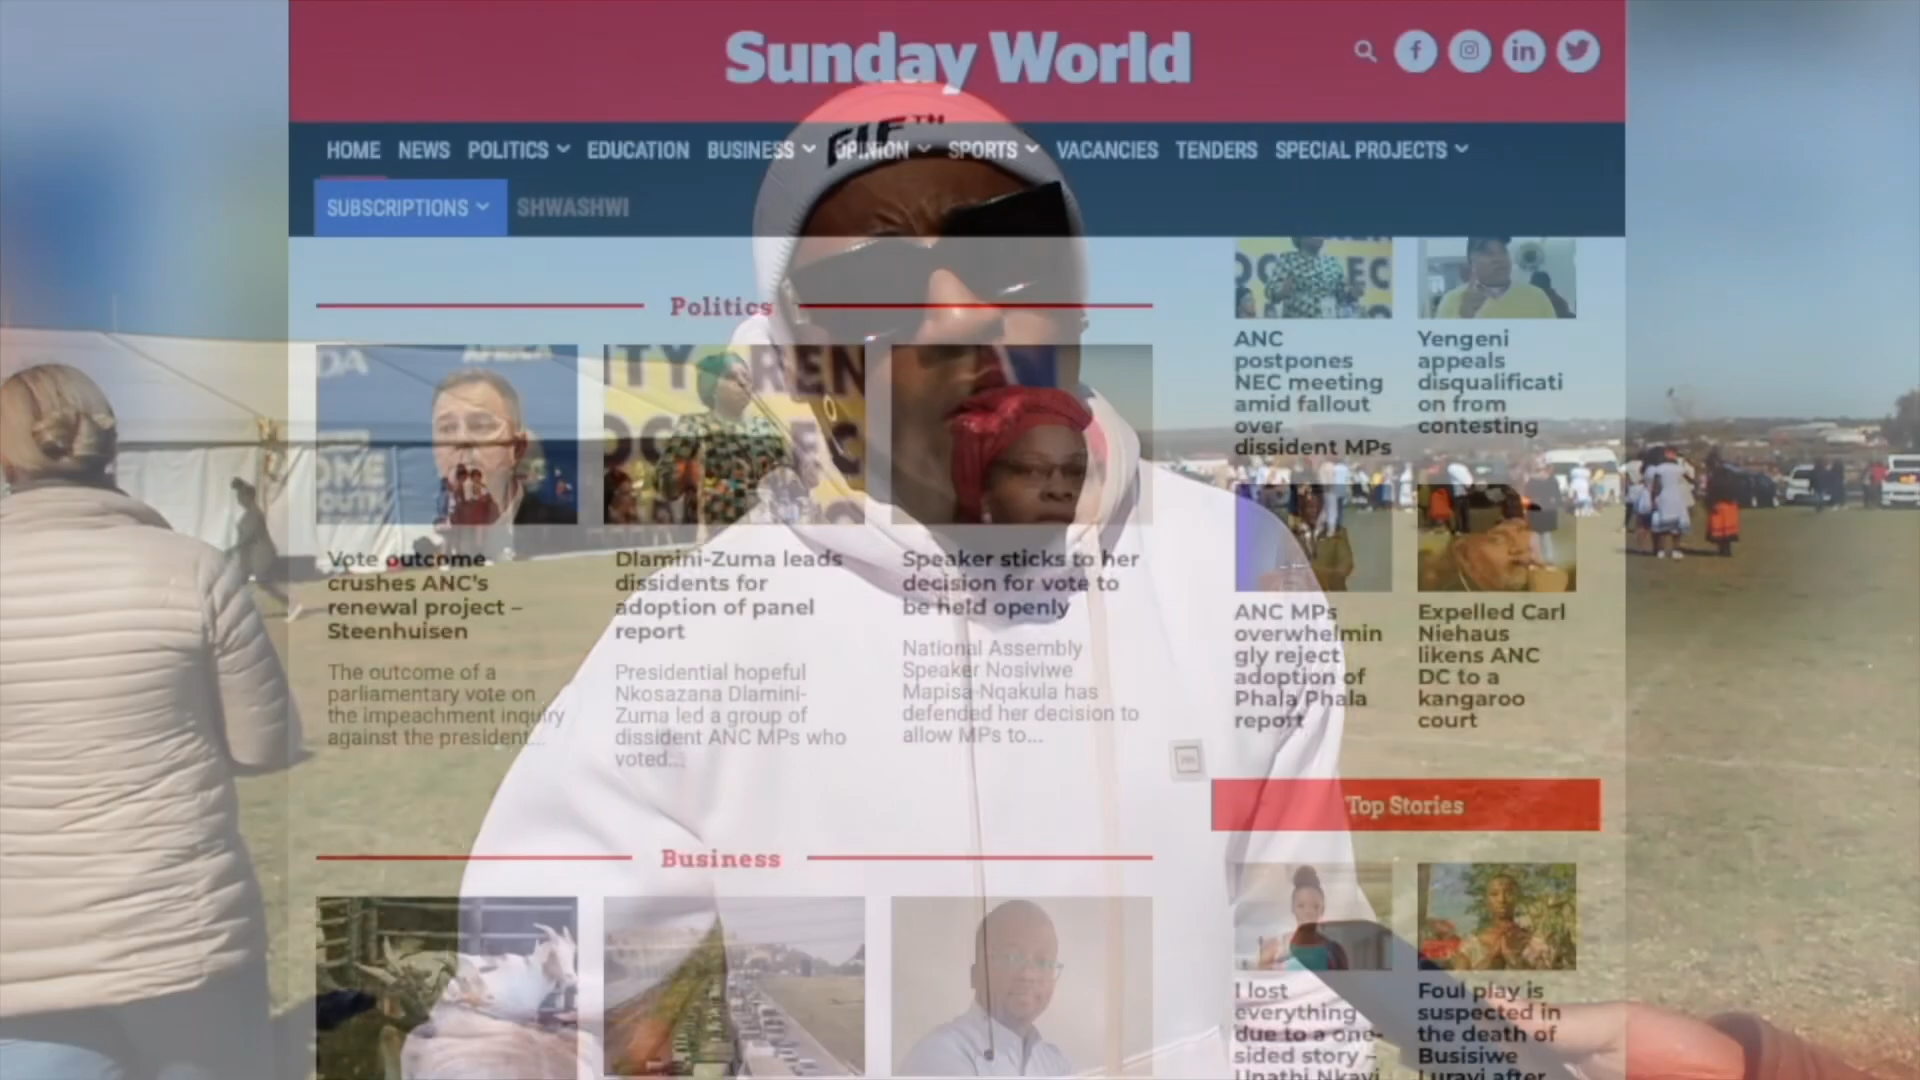 Sunday World
HOME NEWS POLITICS EDUCATION BUSINESS OPINION SPORTS VACANCIES TENDERS SPECIAL PROJECTS
SUBSCRIPTIONS SHWASHWI
Politics
Vote outcome
crushes ANC's
renewal project –
Steenhuisen
The outcome of a
parliamentary vote on
the impeachment inquiry
against the president...
Dlamini-Zuma leads
dissidents for
adoption of panel
report
Presidential hopeful
Nkosazana Dlamini-
Zuma led a group of
dissident ANC MPs who
voted...
Speaker sticks to her
decision for vote to
be held openly
National Assembly
Speaker Nosiviwe
Mapisa-Nqakula has
defended her decision to
allow MPs to...
ANC
postpones
NEC meeting
amid fallout
over
dissident MPs
Yengeni
appeals
disqualificati
on from
contesting
ANC MPs
overwhelmin
gly reject
adoption of
Phala Phala
report
Expelled Carl
Niehaus
likens ANC
DC to a
kangaroo
court
Top Stories
Business
I lost
everything
due to a one-
sided story –
Unathi Nkayi
Foul play is
suspected in
the death of
Busisiwe
Lurayi after